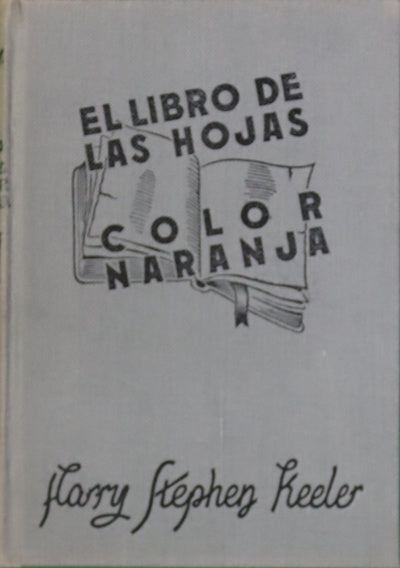 EL LIBRO DE
LAS HOJAS
COLOR
NARANJA
Harry Stephen Keeler